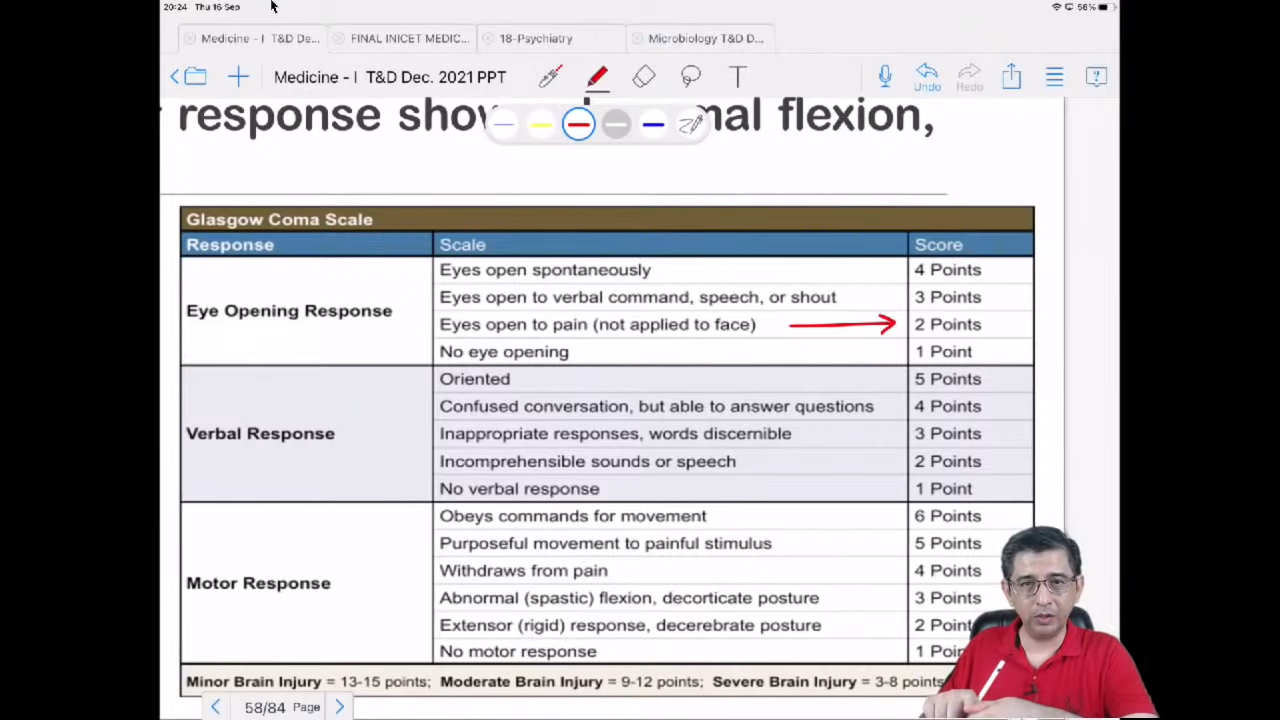 20:24 Thu 16 Sep
58%
Medicine - I T&D De...
FINAL INICET MEDIC...
18-Psychiatry
Microbiology T&D D...
Medicine - I T&D Dec. 2021 PPT
T
Undo
Redo
response show mal flexion,
Glasgow Coma Scale
Response Scale Score
Eye Opening Response
Eyes open spontaneously 4 Points
Eyes open to verbal command, speech, or shout 3 Points
Eyes open to pain (not applied to face) 2 Points
No eye opening 1 Point
Verbal Response
Oriented 5 Points
Confused conversation, but able to answer questions 4 Points
Inappropriate responses, words discernible 3 Points
Incomprehensible sounds or speech 2 Points
No verbal response 1 Point
Motor Response
Obeys commands for movement 6 Points
Purposeful movement to painful stimulus 5 Points
Withdraws from pain 4 Points
Abnormal (spastic) flexion, decorticate posture 3 Points
Extensor (rigid) response, decerebrate posture 2 Point
No motor response 1 Poin
Minor Brain Injury = 13-15 points; Moderate Brain Injury = 9-12 points; Severe Brain Injury = 3-8 points
58/84 Page